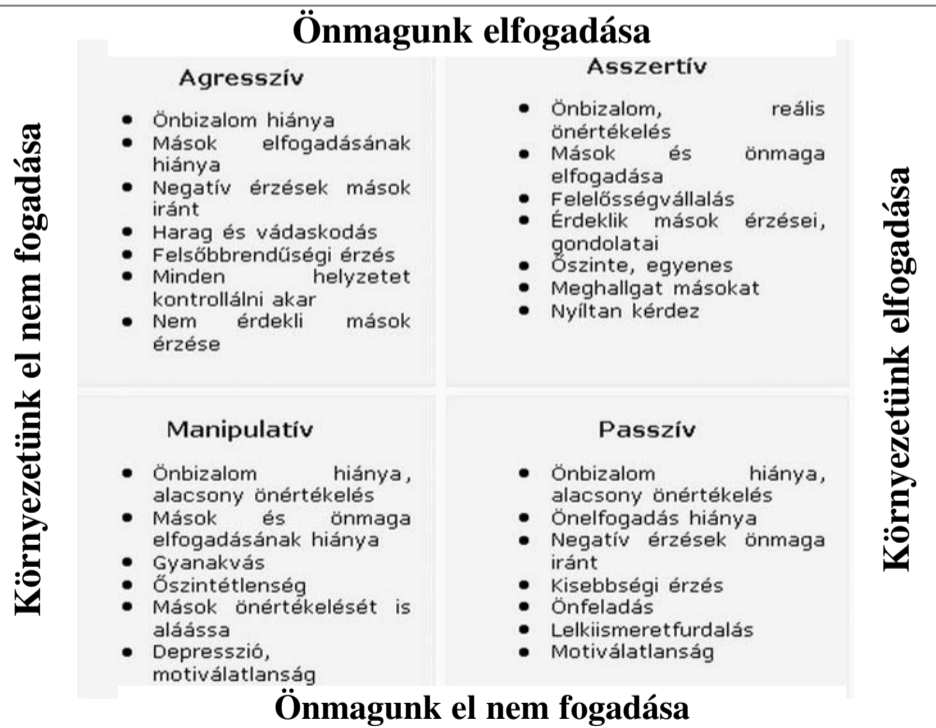 Önmagunk elfogadása
Környezetünk el nem fogadása
Agresszív
● Önbizalom hiánya
● Mások elfogadásának
hiánya
● Negatív érzések mások
iránt
● Harag és vádaskodás
● Felsőbbrendűségi érzés
● Minden helyzetet
kontrollálni akar
● Nem érdekli mások
érzése
Asszertív
● Önbizalom, reális
önértékelés
● Mások és önmaga
elfogadása
● Felelősségvállalás
● Érdeklik mások érzései,
gondolatai
● Őszinte, egyenes
● Meghallgat másokat
● Nyíltan kérdez
Környezetünk elfogadása
Manipulatív
● Önbizalom hiánya,
alacsony önértékelés
● Mások és önmaga
elfogadásának hiánya
● Gyanakvás
● Őszintétlenség
● Mások önértékelését is
aláássa
● Depresszió,
motiválatlanság
Passzív
● Önbizalom hiánya,
alacsony önértékelés
● Önelfogadás hiánya
● Negatív érzések önmaga
iránt
● Kisebbségi érzés
● Önfeladás
● Lelkiismeretfurdalás
● Motiválatlanság
Önmagunk el nem fogadása